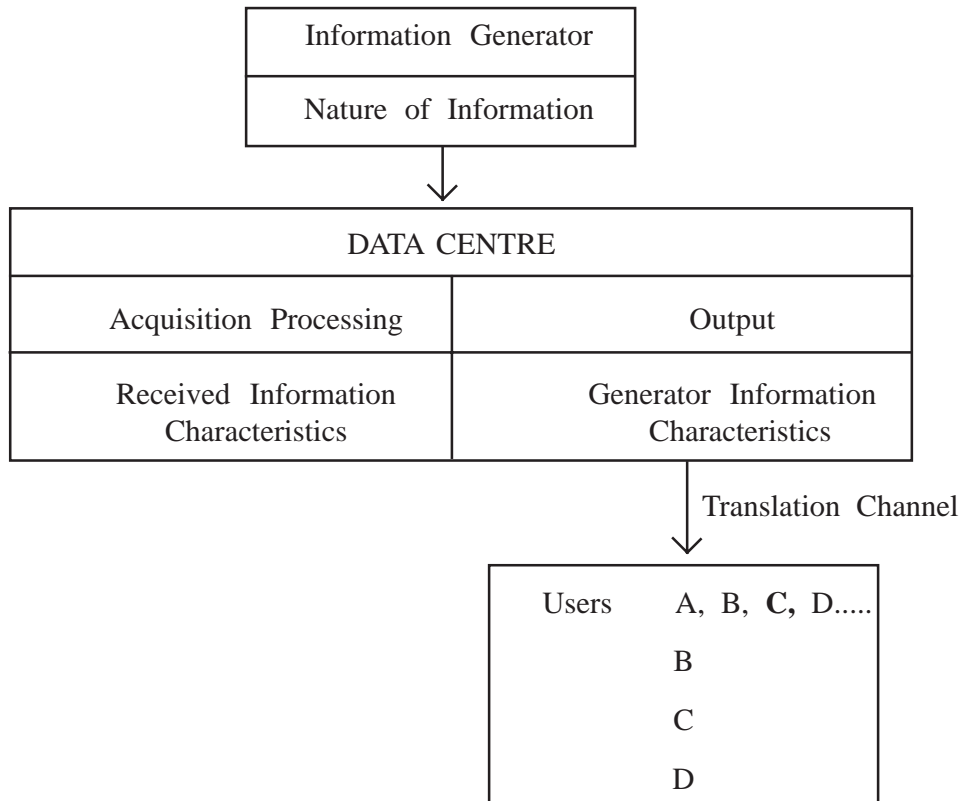 Information Generator
Nature of Information
DATA CENTRE
Acquisition Processing
Output
Received Information
Characteristics
Generator Information
Characteristics
Translation Channel
Users A, B, C, D.....
B
C
D